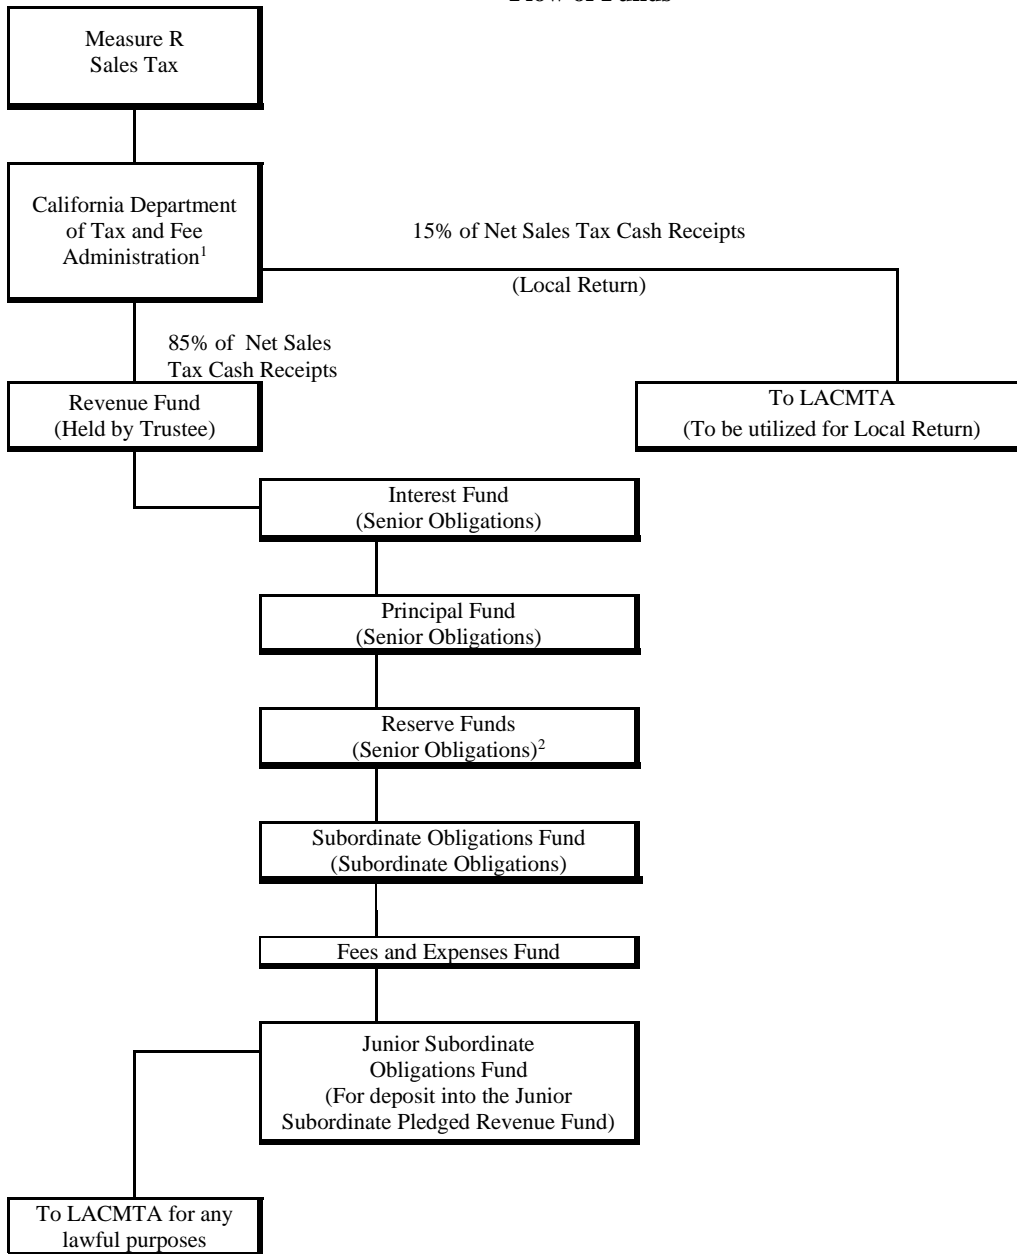 Flow of Funds
Measure R
Sales Tax
California Department
of Tax and Fee
Administration¹
15% of Net Sales Tax Cash Receipts
(Local Return)
85% of Net Sales
Tax Cash Receipts
Revenue Fund
(Held by Trustee)
To LACMTA
(To be utilized for Local Return)
Interest Fund
(Senior Obligations)
Principal Fund
(Senior Obligations)
Reserve Funds
(Senior Obligations)²
Subordinate Obligations Fund
(Subordinate Obligations)
Fees and Expenses Fund
Junior Subordinate
Obligations Fund
(For deposit into the Junior
Subordinate Pledged Revenue Fund)
To LACMTA for any
lawful purposes